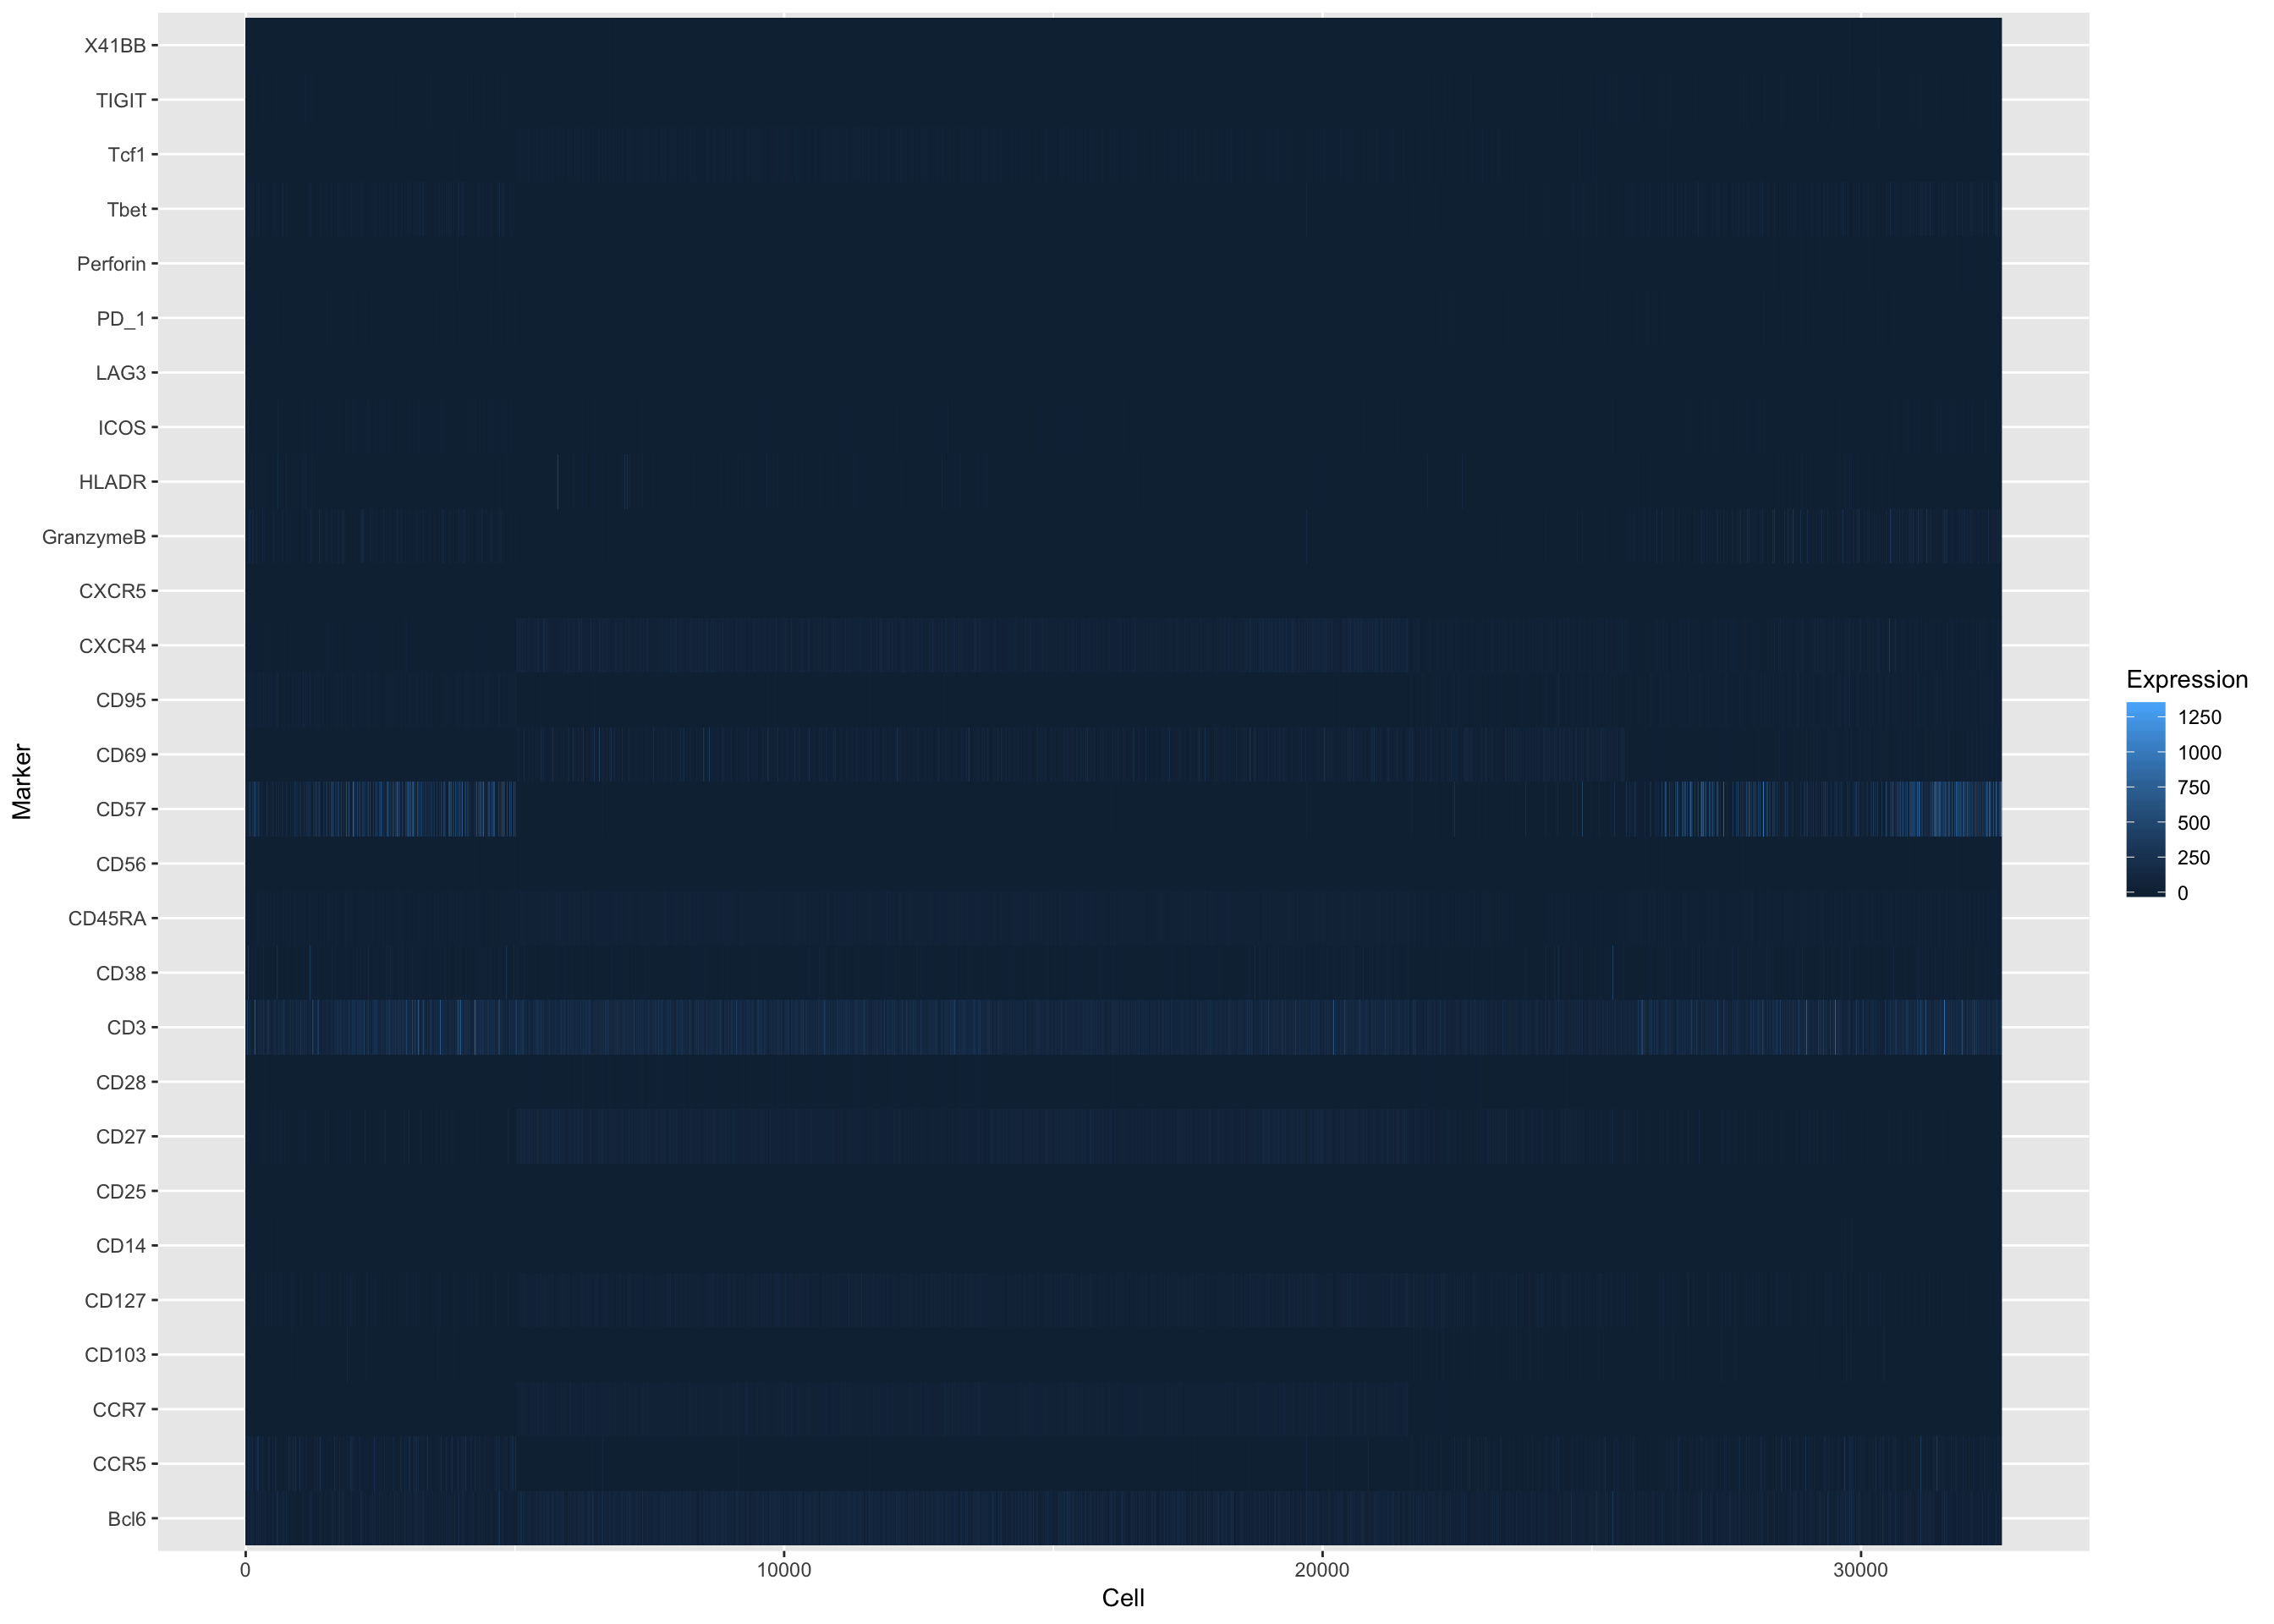 X41BB
TIGIT
Tcf1
Tbet
Perforin
PD_1
LAG3
ICOS
HLADR
GranzymeB
CXCR5
CXCR4
CD95
CD69
CD57
CD56
CD45RA
CD38
CD3
CD28
CD27
CD25
CD14
CD127
CD103
CCR7
CCR5
Bcl6
Marker
0 10000 20000 30000
Cell
Expression
1250
1000
750
500
250
0